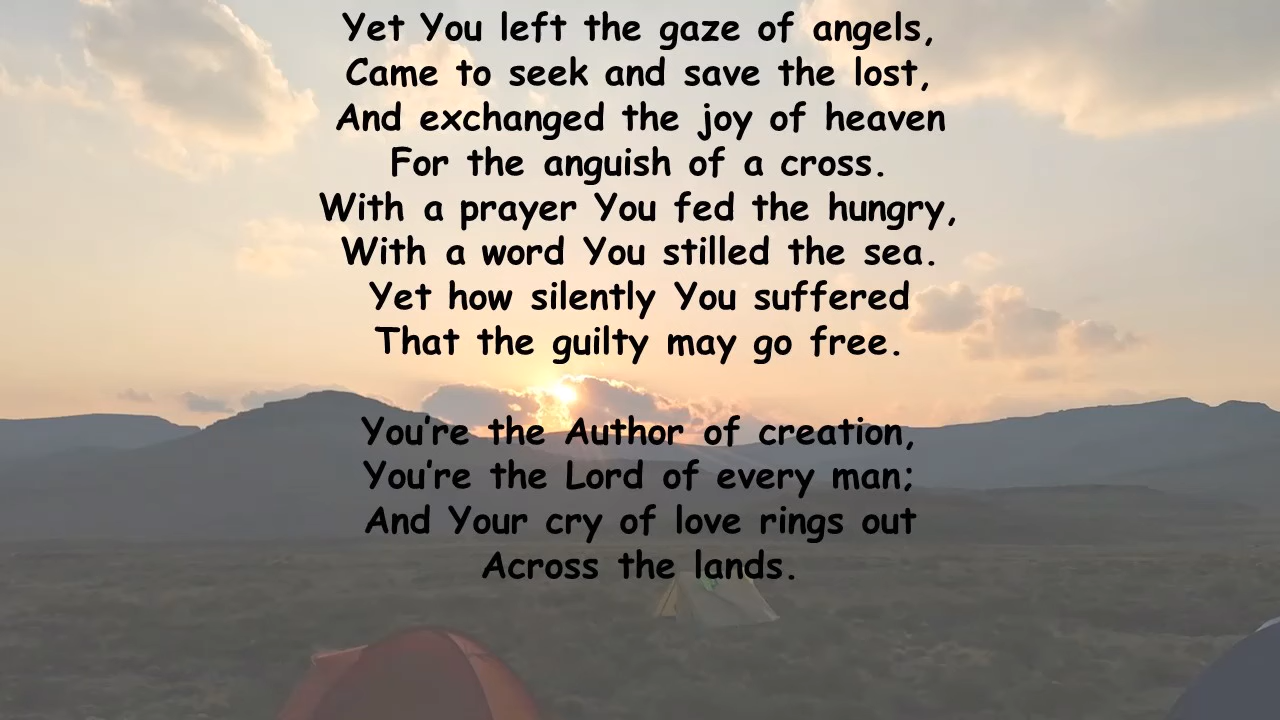 Yet You left the gaze of angels,
Came to seek and save the lost,
And exchanged the joy of heaven
For the anguish of a cross.
With a prayer You fed the hungry,
With a word You stilled the sea.
Yet how silently You suffered
That the guilty may go free.

You're the Author of creation,
You're the Lord of every man;
And Your cry of love rings out
Across the lands.